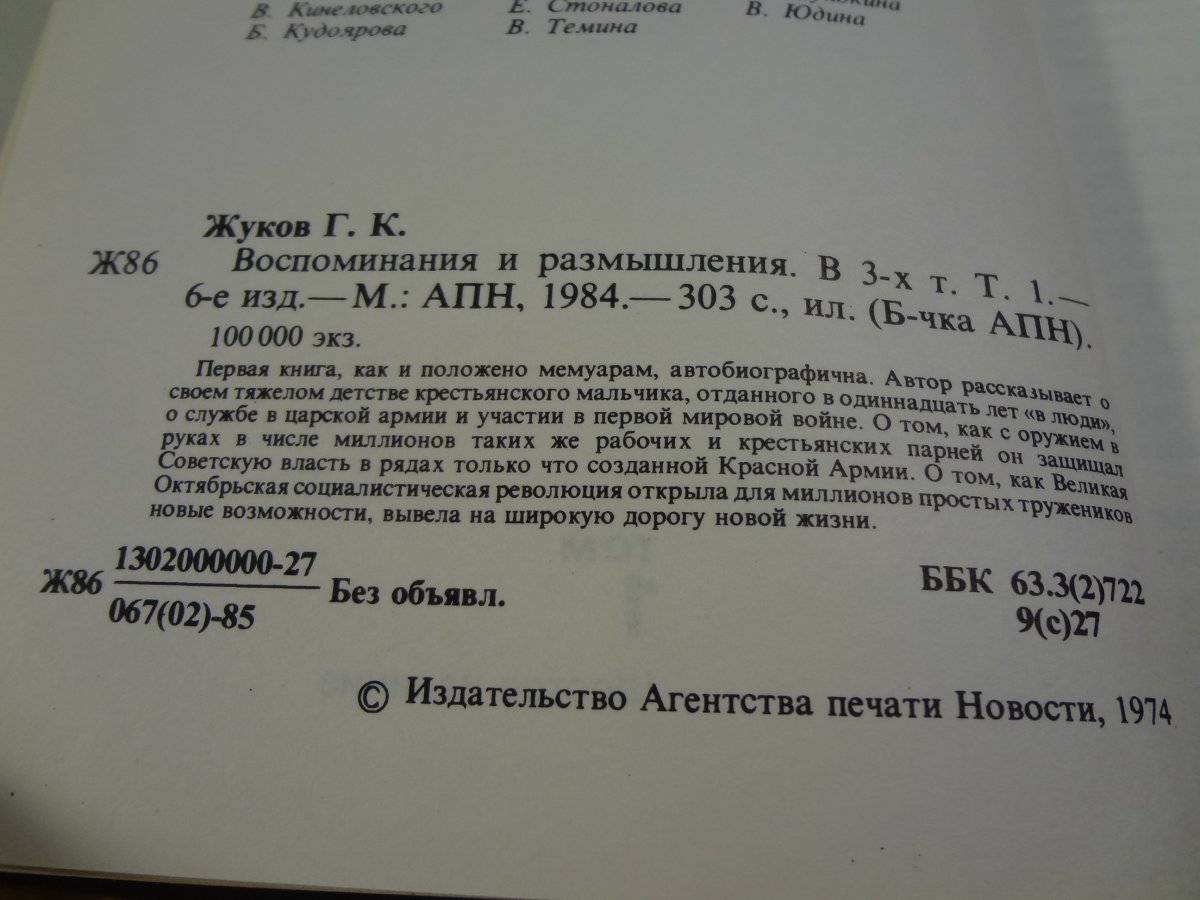 В. Кинеловского Е. Стоналова
Б. Кудоярова В. Темина В. Юдина
Жуков Г. К.
Ж86 Воспоминания и размышления. В 3-х т. Т. 1.—
6-е изд.—М.: АПН, 1984.—303 с., ил. (Б-чка АПН).
100 000 экз.
Первая книга, как и положено мемуарам, автобиографична. Автор рассказывает о
своем тяжелом детстве крестьянского мальчика, отданного в одиннадцать лет «в люди»,
о службе в царской армии и участии в первой мировой войне. О том, как с оружием в
руках в числе миллионов таких же рабочих и крестьянских парней он защищал
Советскую власть в рядах только что созданной Красной Армии. О том, как Великая
Октябрьская социалистическая революция открыла для миллионов простых тружеников
новые возможности, вывела на широкую дорогу новой жизни.
Ж86 1302000000-27 Без объявл. ББК 63.3(2)722
067(02)-85 9(с)27
© Издательство Агентства печати Новости, 1974